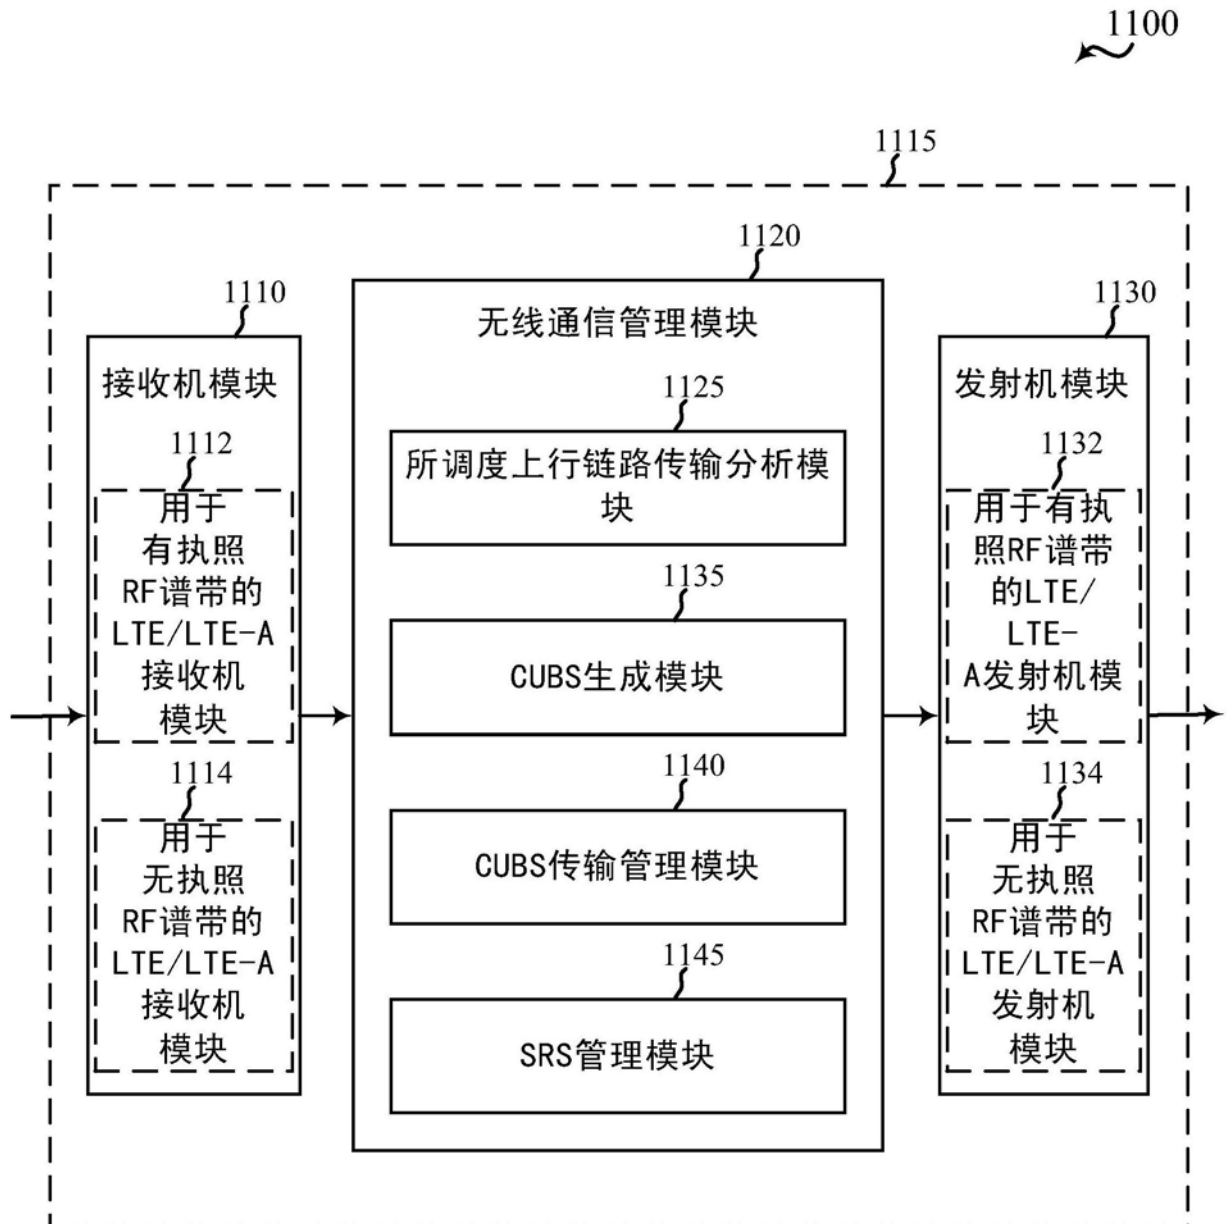 1100
1115
1120
无线通信管理模块
1110
接收机模块
1112
用于
有执照
RF谱带的
LTE/LTE-A
接收机
模块
1114
用于
无执照
RF谱带的
LTE/LTE-A
接收机
模块
1125
所调度上行链路传输分析模
块
1135
CUBS生成模块
1140
CUBS传输管理模块
1145
SRS管理模块
1130
发射机模块
1132
用于有执
照RF谱带
的LTE/
LTE-
A发射机模
块
1134
用于
无执照
RF谱带的
LTE/LTE-A
发射机
模块